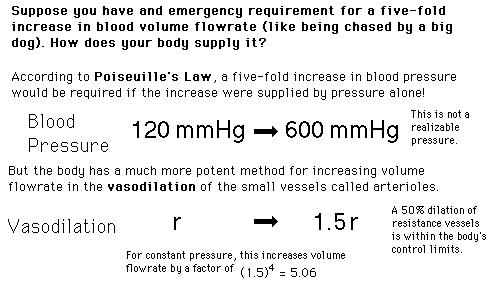 Suppose you have and emergency requirement for a five-fold
increase in blood volume flowrate (like being chased by a big
dog). How does your body supply it?
According to Poiseuille's Law, a five-fold increase in blood pressure
would be required if the increase were supplied by pressure alone!
Blood
Pressure
120 mmHg ➡ 600 mmHg
This is not a
realizable
pressure.
But the body has a much more potent method for increasing volume
flowrate in the vasodilation of the small vessels called arterioles.
Vasodilation
r ➡ 1.5r
A 50% dilation of
resistance vessels
is within the body's
control limits.
For constant pressure, this increases volume
flowrate by a factor of (1.5)⁴ = 5.06